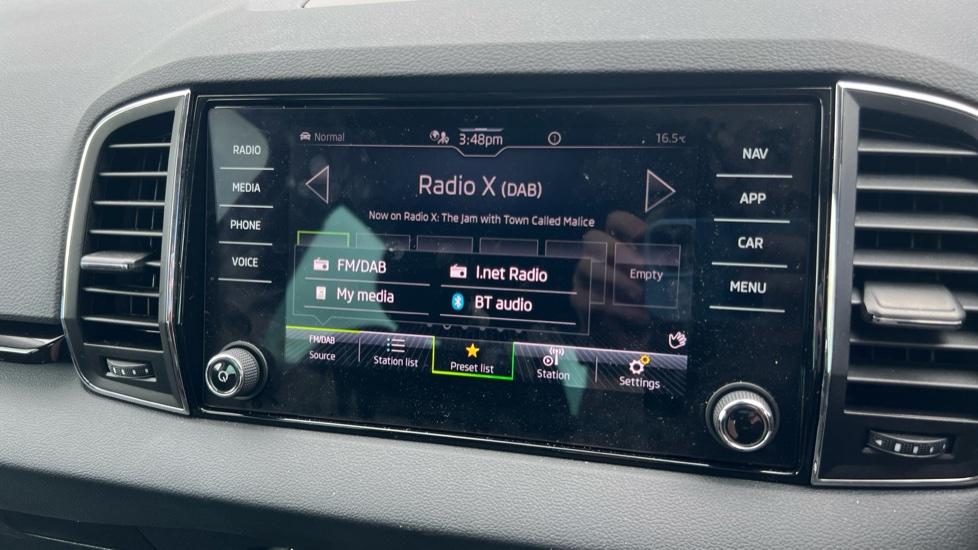 Normal 3:48pm 16.5°c
RADIO
MEDIA
PHONE
VOICE
Radio X (DAB)
Now on Radio X: The Jam with Town Called Malice
FM/DAB I.net Radio
My media BT audio
Empty
FM/DAB
Source
Station list
Preset list
Station
Settings
NAV
APP
CAR
MENU